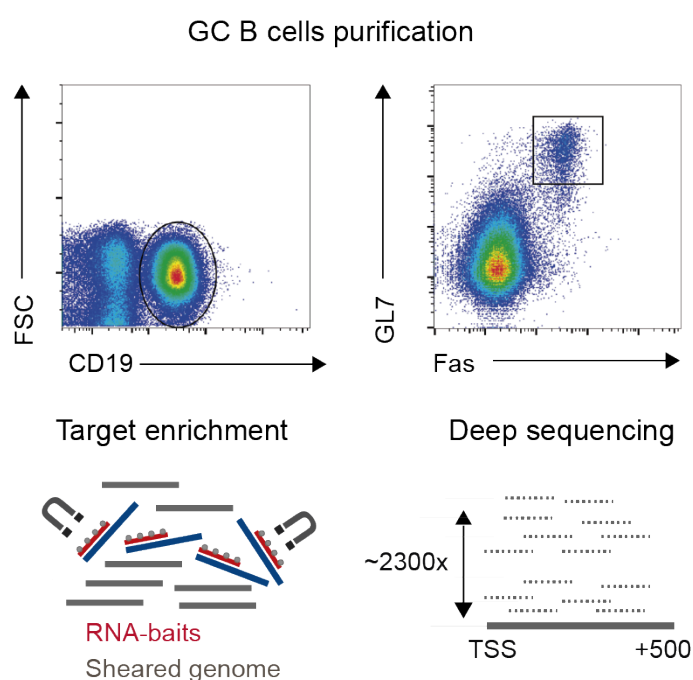 GC B cells purification
FSC
CD19
GL7
Fas
Target enrichment
Deep sequencing
~2300x
RNA-baits
Sheared genome
TSS
+500